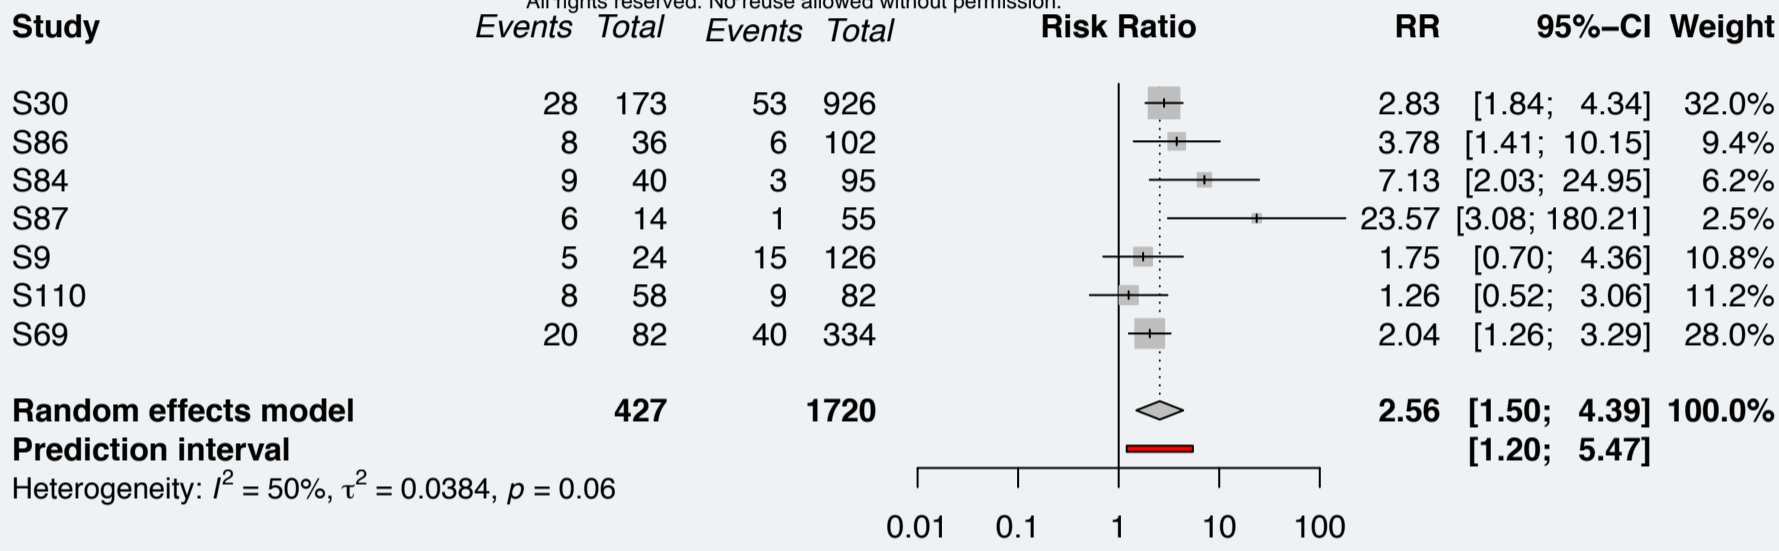 All rights reserved. No reuse allowed without permission.
Study Events Total Events Total Risk Ratio RR 95%−CI Weight
S30 28 173 53 926 2.83 [1.84; 4.34] 32.0%
S86 8 36 6 102 3.78 [1.41; 10.15] 9.4%
S84 9 40 3 95 7.13 [2.03; 24.95] 6.2%
S87 6 14 1 55 23.57 [3.08; 180.21] 2.5%
S9 5 24 15 126 1.75 [0.70; 4.36] 10.8%
S110 8 58 9 82 1.26 [0.52; 3.06] 11.2%
S69 20 82 40 334 2.04 [1.26; 3.29] 28.0%
Random effects model 427 1720 2.56 [1.50; 4.39] 100.0%
Prediction interval [1.20; 5.47]
Heterogeneity: I² = 50%, τ² = 0.0384, p = 0.06
0.01 0.1 1 10 100